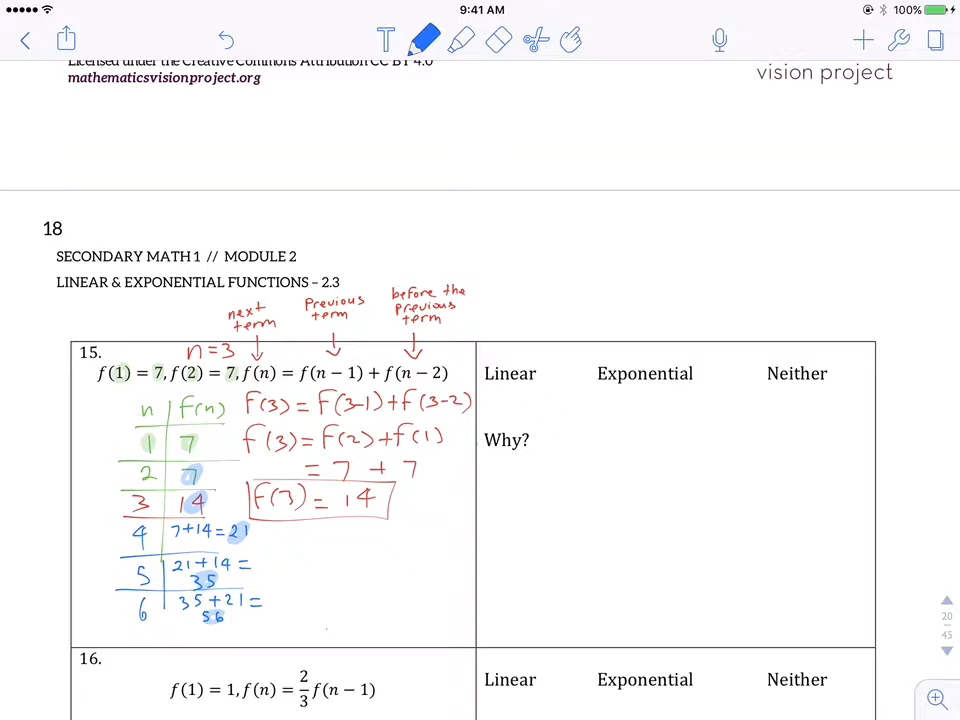 9:41 AM
100%
T
Licensed under the Creative Commons Attribution CC BY 4.0
mathematicsvisionproject.org
vision project
18
SECONDARY MATH 1 // MODULE 2
LINEAR & EXPONENTIAL FUNCTIONS – 2.3
next term
Previous term
before the previous term
15.
n = 3
f(1) = 7, f(2) = 7, f(n) = f(n − 1) + f(n − 2)
Linear Exponential Neither
Why?
n f(n)
1 7
2 7
3 14
4 7+14=21
5 21+14=
35
6 35+21=
56
f(3) = f(3-1)+f(3-2)
f(3) = f(2)+f(1)
= 7 + 7
f(3) = 14
20
45
16.
f(1) = 1, f(n) = 2/3 f(n − 1)
Linear Exponential Neither